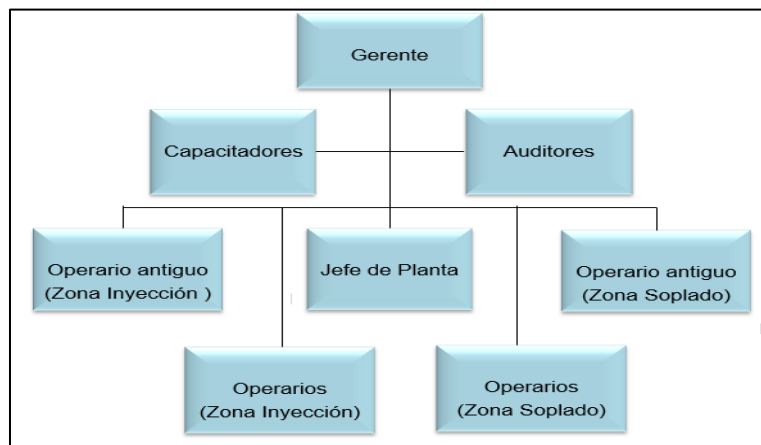 Gerente
Capacitadores
Auditores
Operario antiguo
(Zona Inyección )
Jefe de Planta
Operario antiguo
(Zona Soplado)
Operarios
(Zona Inyección)
Operarios
(Zona Soplado)